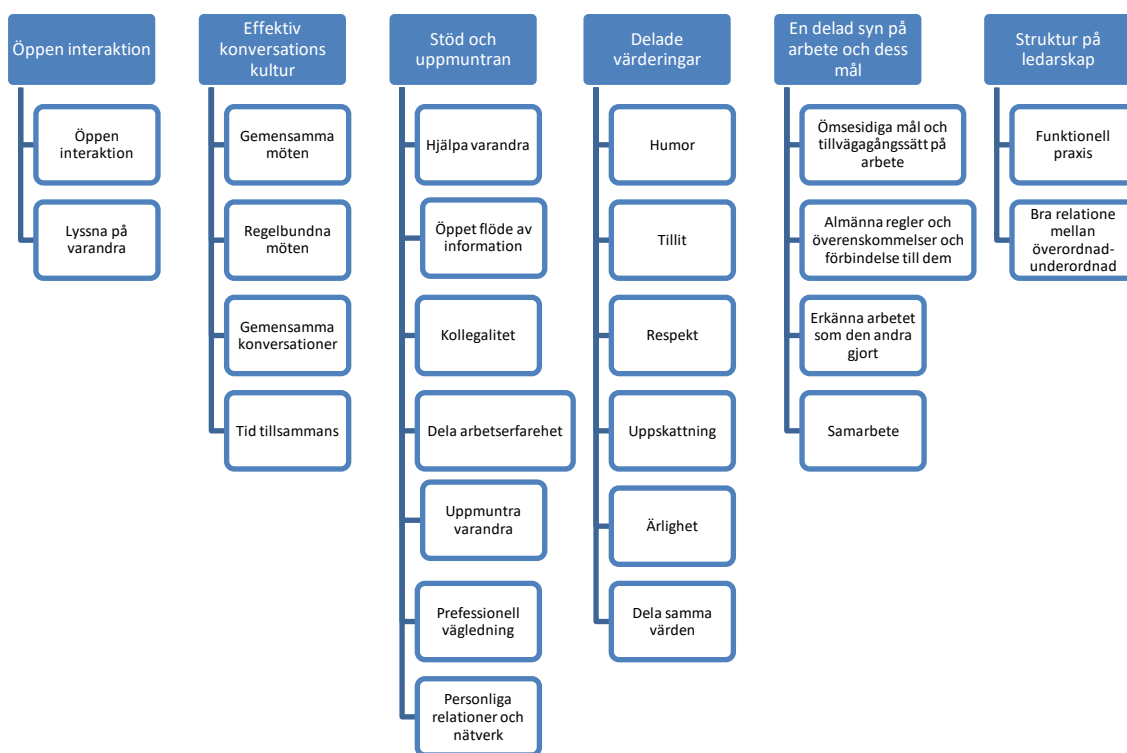 Öppen interaktion
Öppen
interaktion
Lyssna på
varandra
Effektiv
konversations
kultur
Gemensamma
möten
Regelbundna
möten
Gemensamma
konversationer
Tid tillsammans
Stöd och
uppmuntran
Hjälpa varandra
Öppet flöde av
information
Kollegalitet
Dela arbetserfarehet
Uppmuntra
varandra
Prefessionell
vägledning
Personliga
relationer och
nätverk
Delade
värderingar
Humor
Tillit
Respekt
Uppskattning
Ärlighet
Dela samma
värden
En delad syn på
arbete och dess
mål
Ömsesidiga mål och
tillvägagångssätt på
arbete
Almänna regler och
överenskommelser och
förbindelse till dem
Erkänna arbetet
som den andra
gjort
Samarbete
Struktur på
ledarskap
Funktionell
praxis
Bra relatione
mellan
överordnad-
underordnad